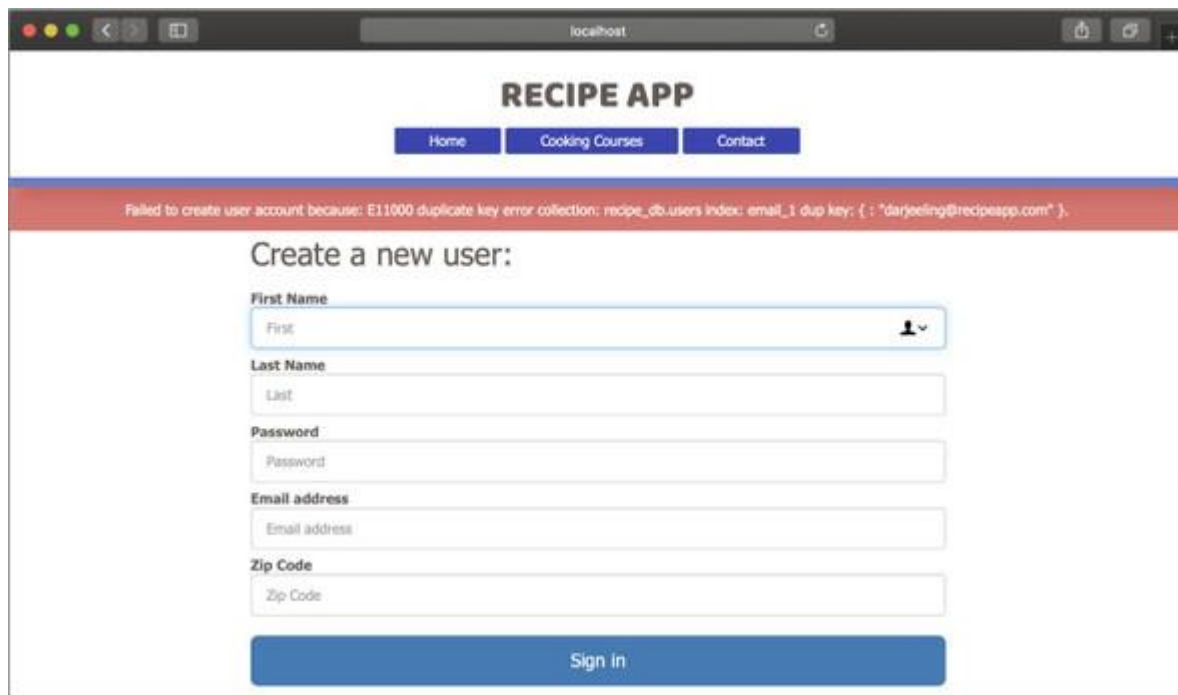 localhost
RECIPE APP
Home Cooking Courses Contact
Failed to create user account because: E11000 duplicate key error collection: recipe_db.users index: email_1 dup key: { : "darjeeling@recipeapp.com" }.
Create a new user:
First Name
First
Last Name
Last
Password
Password
Email address
Email address
Zip Code
Zip Code
Sign in